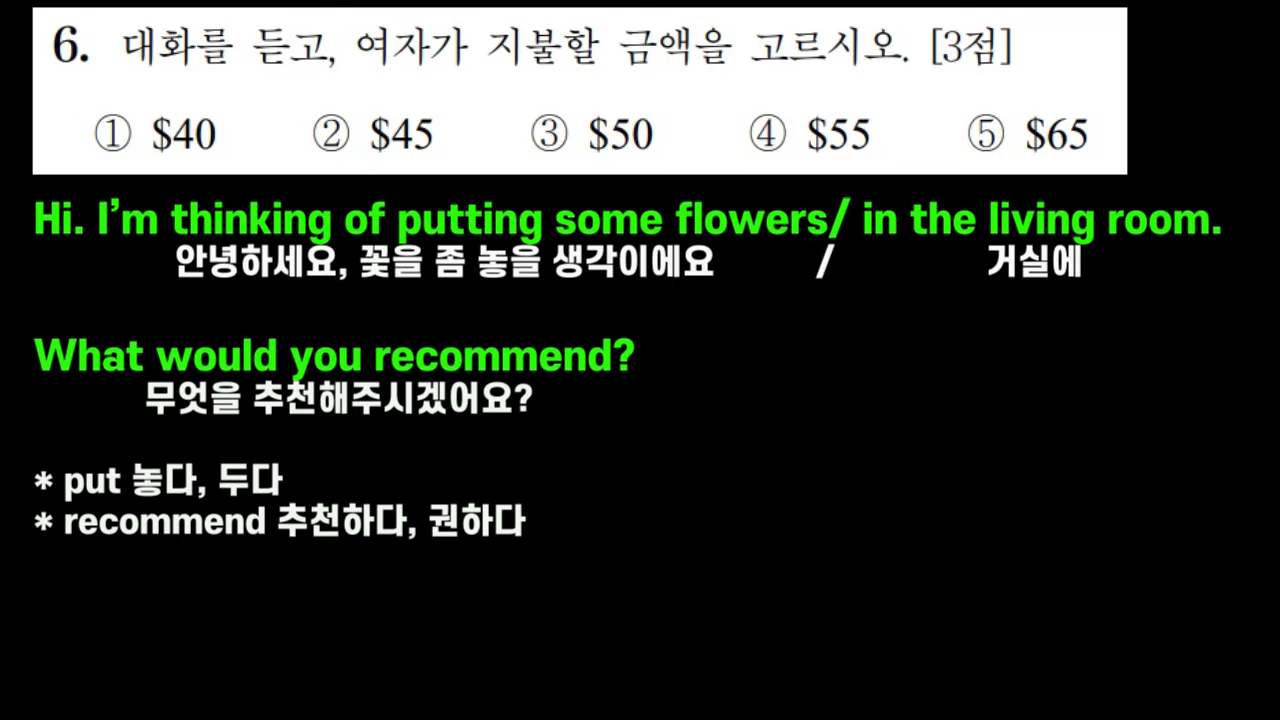 6. 대화를 듣고, 여자가 지불할 금액을 고르시오. [3점]
① $40 ② $45 ③ $50 ④ $55 ⑤ $65
Hi. I’m thinking of putting some flowers/ in the living room.
안녕하세요, 꽃을 좀 놓을 생각이에요 / 거실에
What would you recommend?
무엇을 추천해주시겠어요?
* put 놓다, 두다
* recommend 추천하다, 권하다